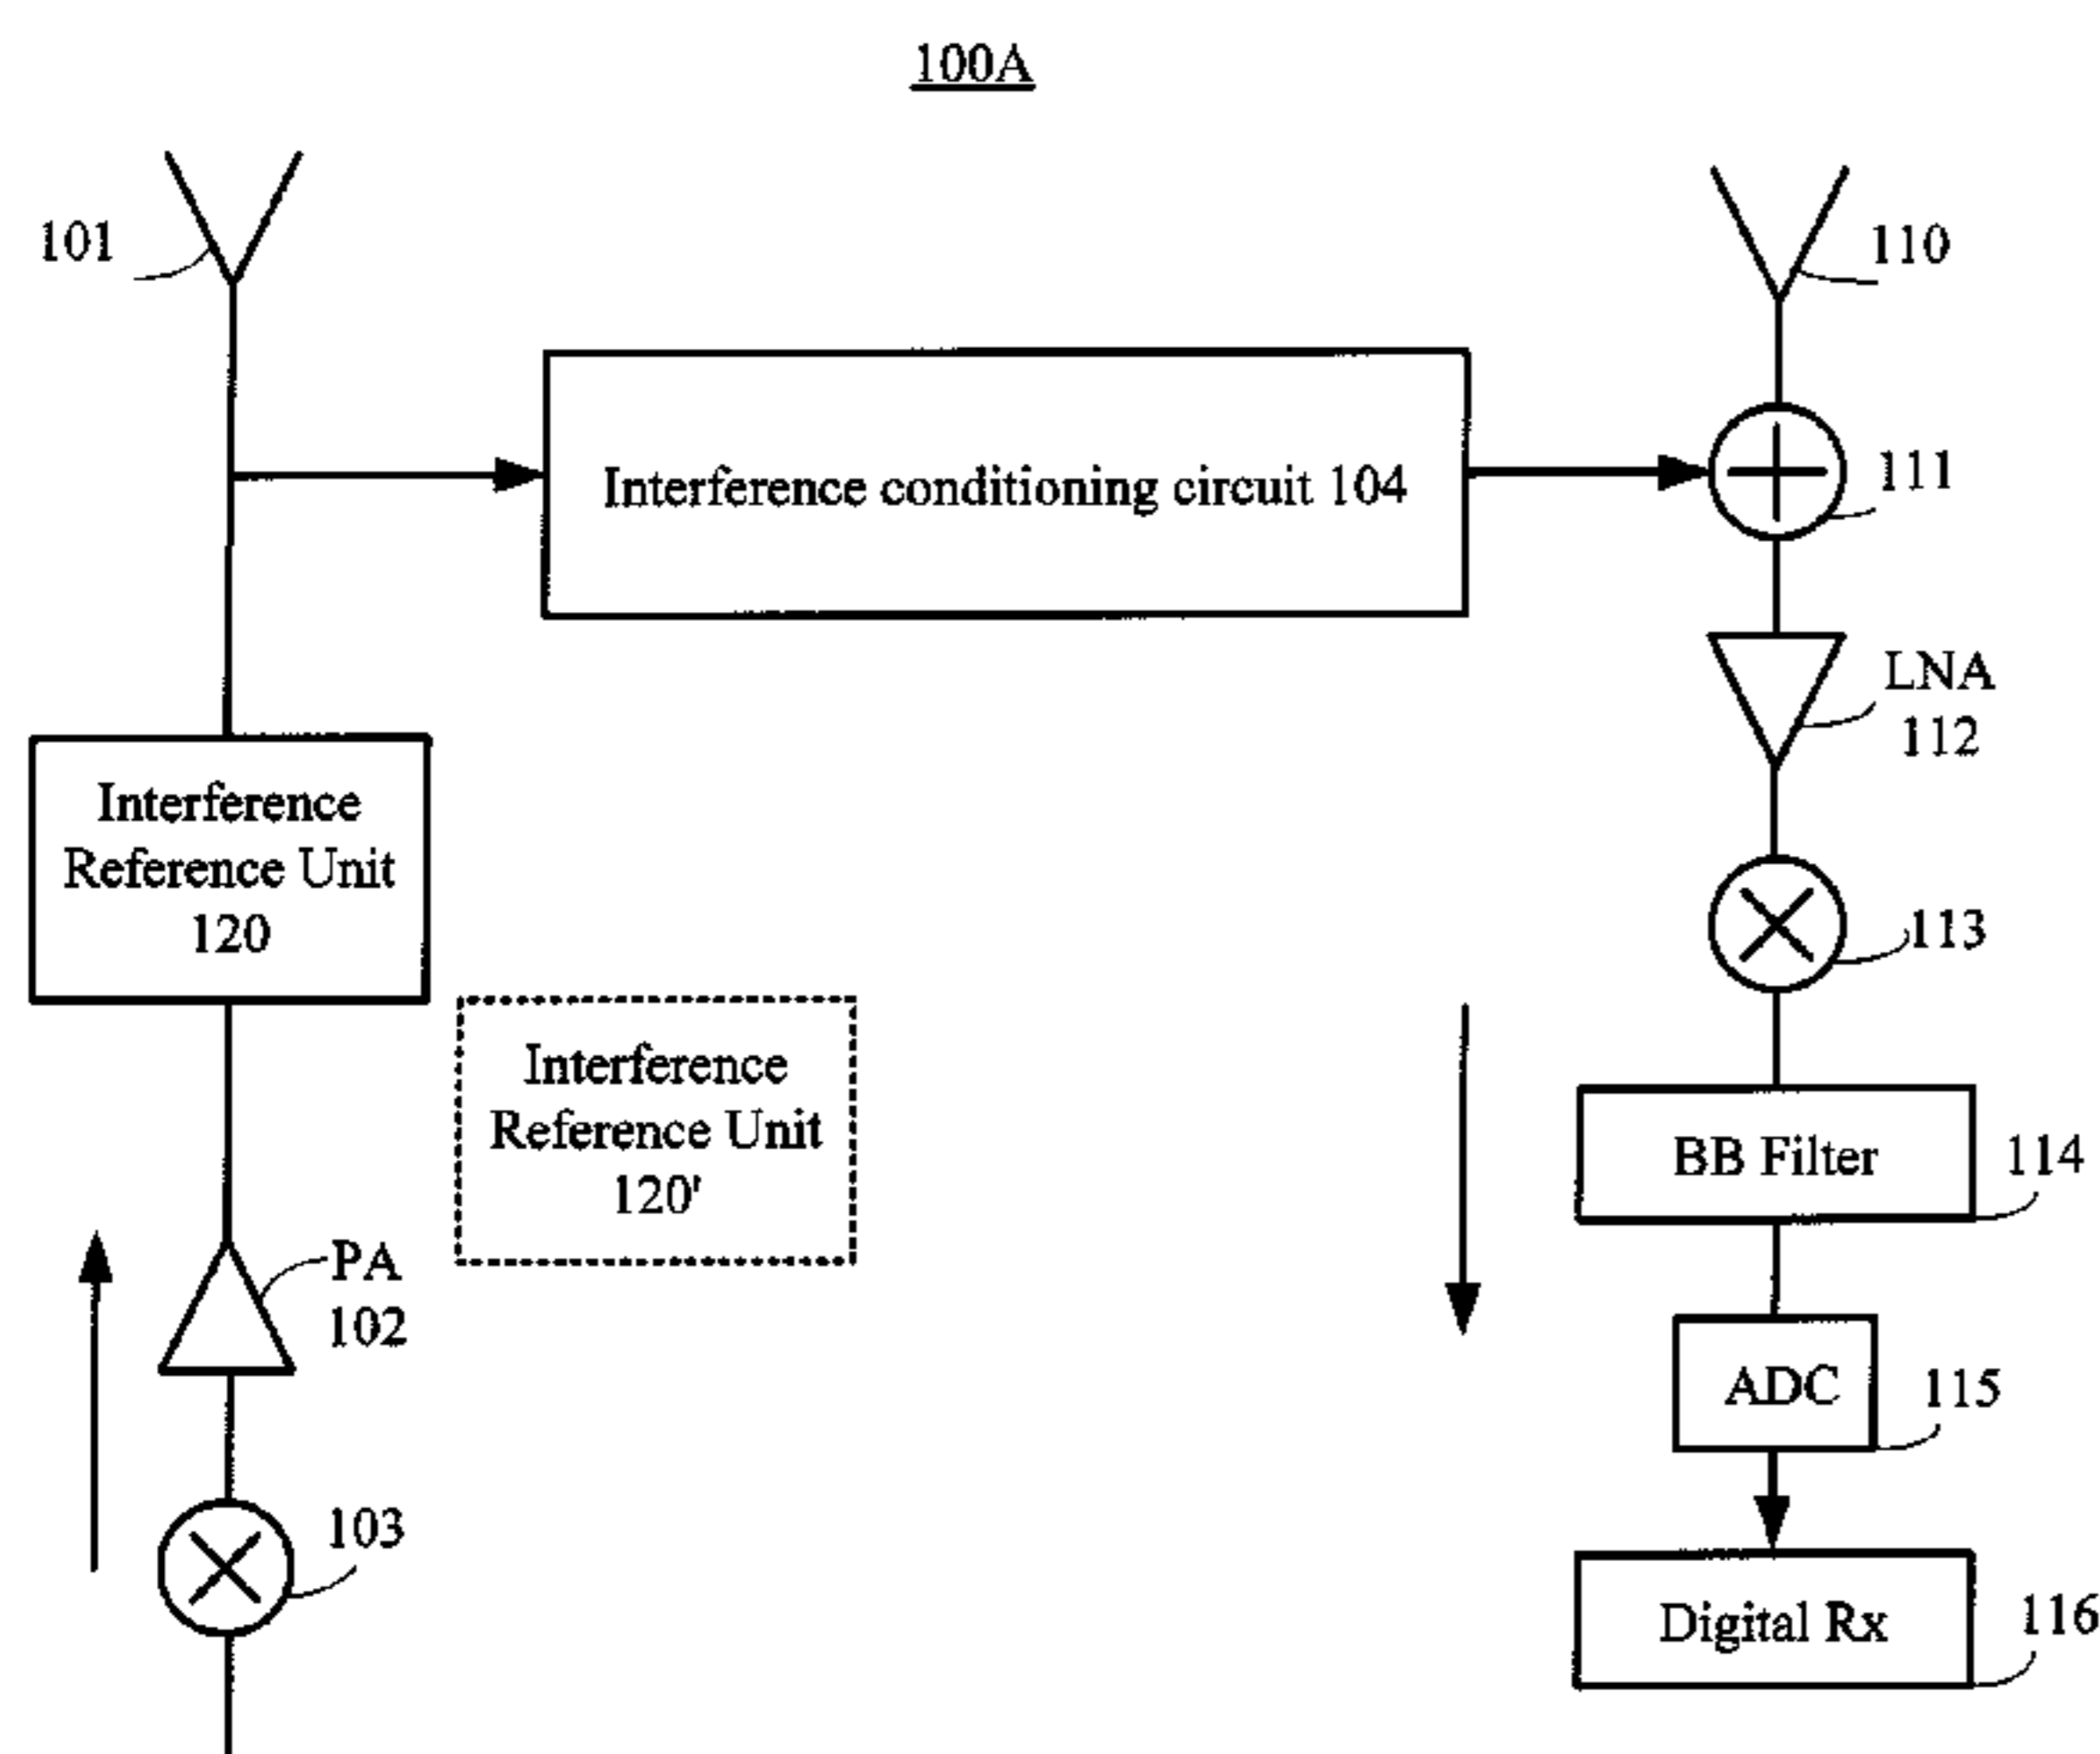 100A
101
110
Interference conditioning circuit 104
111
LNA
112
Interference
Reference Unit
120
113
Interference
Reference Unit
120'
BB Filter
114
PA
102
ADC
115
103
Digital Rx
116